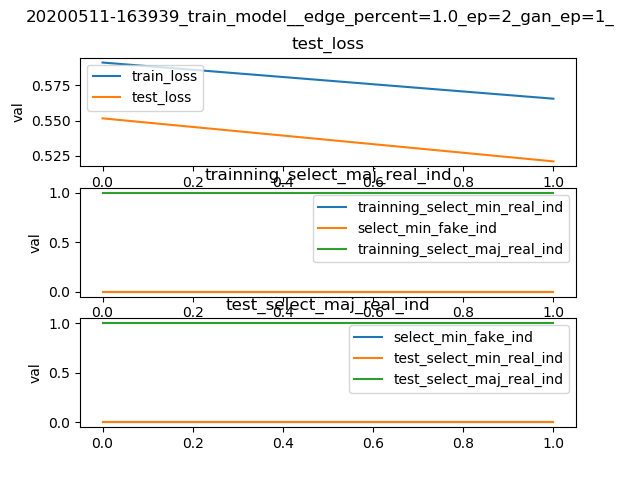 20200511-163939_train_model__edge_percent=1.0_ep=2_gan_ep=1_
test_loss
train_loss
test_loss
val
0.575
0.550
0.525
0.0 0.2 0.4 0.6 0.8 1.0
trainning_select_maj_real_ind
trainning_select_min_real_ind
select_min_fake_ind
trainning_select_maj_real_ind
val
1.0
0.5
0.0
0.0 0.2 0.4 0.6 0.8 1.0
test_select_maj_real_ind
select_min_fake_ind
test_select_min_real_ind
test_select_maj_real_ind
val
1.0
0.5
0.0
0.0 0.2 0.4 0.6 0.8 1.0